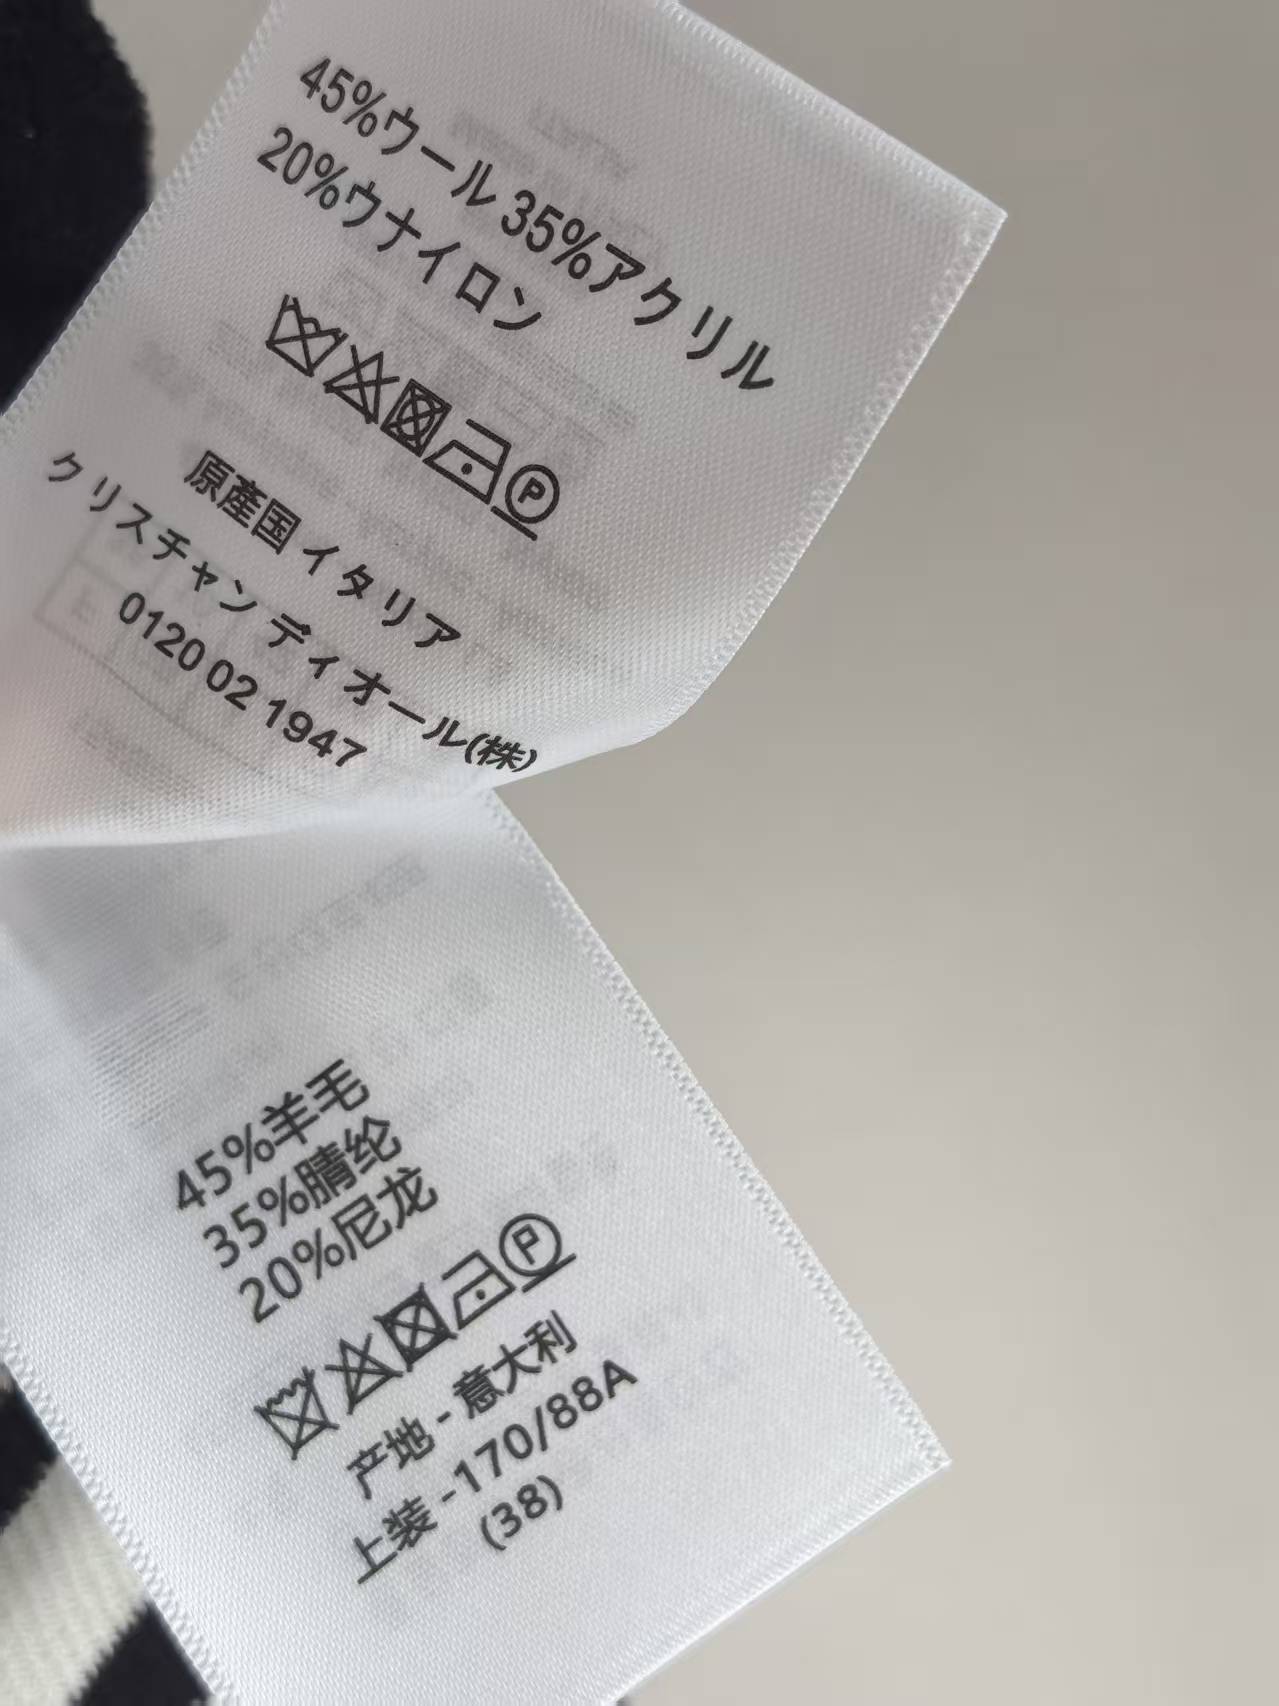 45%ウール 35%アクリル
20%ウナイロン
P
原産国 イタリア
クリスチャン ディオール(株)
0120 02 1947
45%羊毛
35%腈纶
20%尼龙
P
产地 - 意大利
上装 -170/88A
(38)